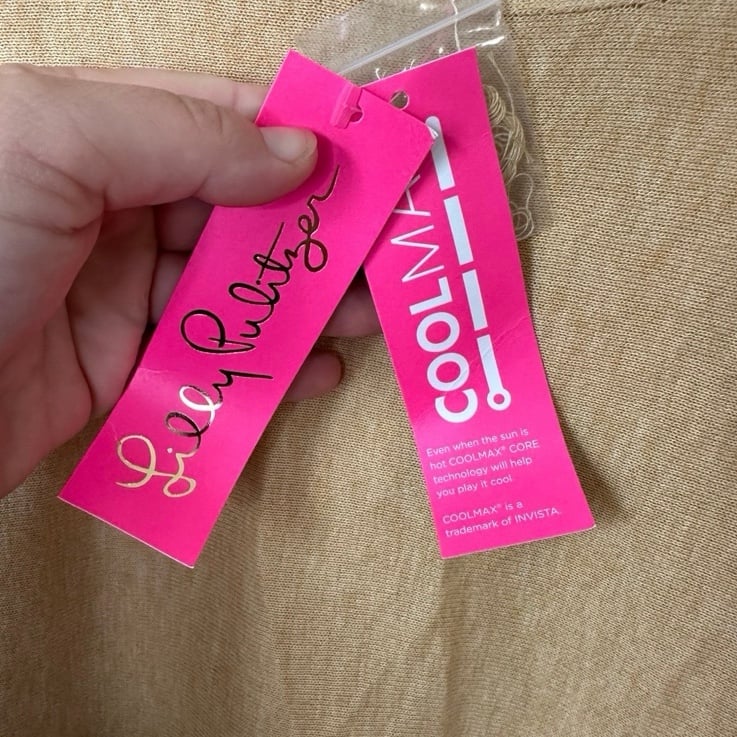 Lilly Pulitzer
COOLMA
Even when the sun is
hot COOLMAX® CORE
technology will help
you play it cool.
COOLMAX® is a
trademark of INVISTA.